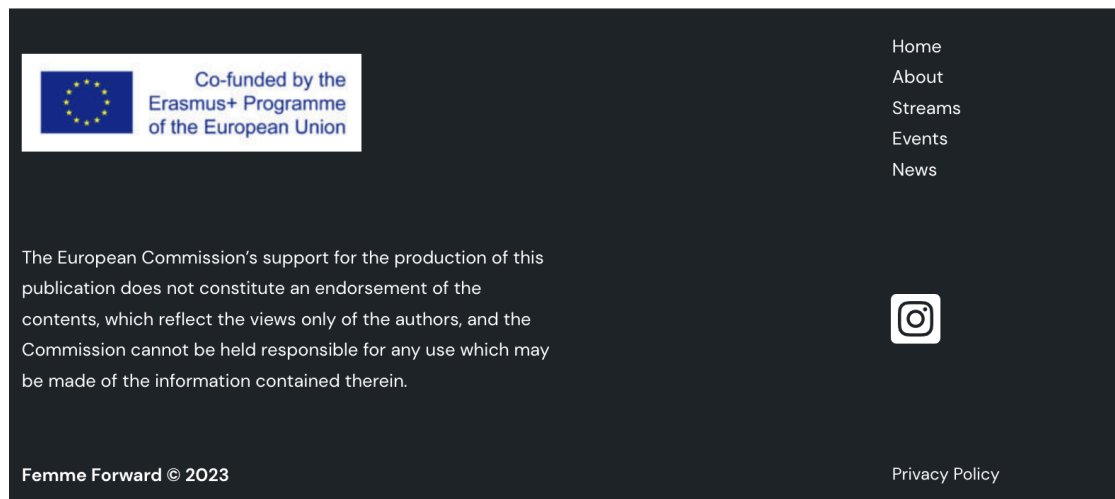 Co-funded by the
Erasmus+ Programme
of the European Union
Home
About
Streams
Events
News
The European Commission’s support for the production of this
publication does not constitute an endorsement of the
contents, which reflect the views only of the authors, and the
Commission cannot be held responsible for any use which may
be made of the information contained therein.
Femme Forward © 2023
Privacy Policy